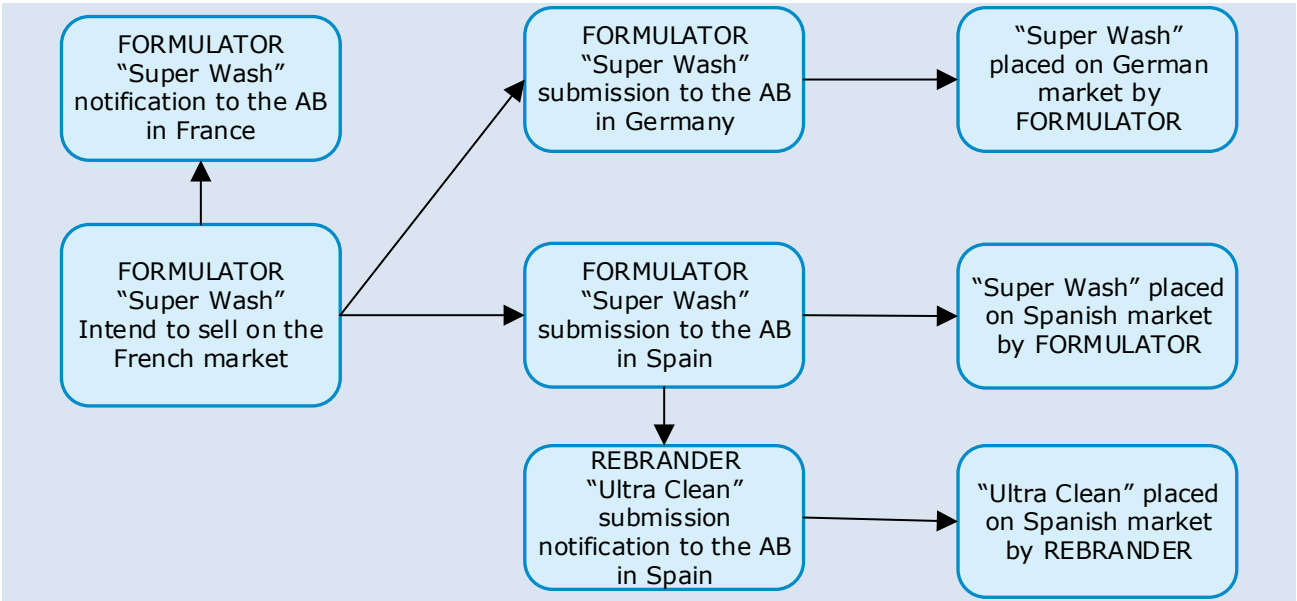 FORMULATOR
“Super Wash”
notification to the AB
in France
FORMULATOR
“Super Wash”
submission to the AB
in Germany
“Super Wash”
placed on German
market by
FORMULATOR
FORMULATOR
“Super Wash”
Intend to sell on the
French market
FORMULATOR
“Super Wash”
submission to the AB
in Spain
“Super Wash” placed
on Spanish market
by FORMULATOR
REBRANDER
“Ultra Clean”
submission
notification to the AB
in Spain
“Ultra Clean” placed
on Spanish market
by REBRANDER